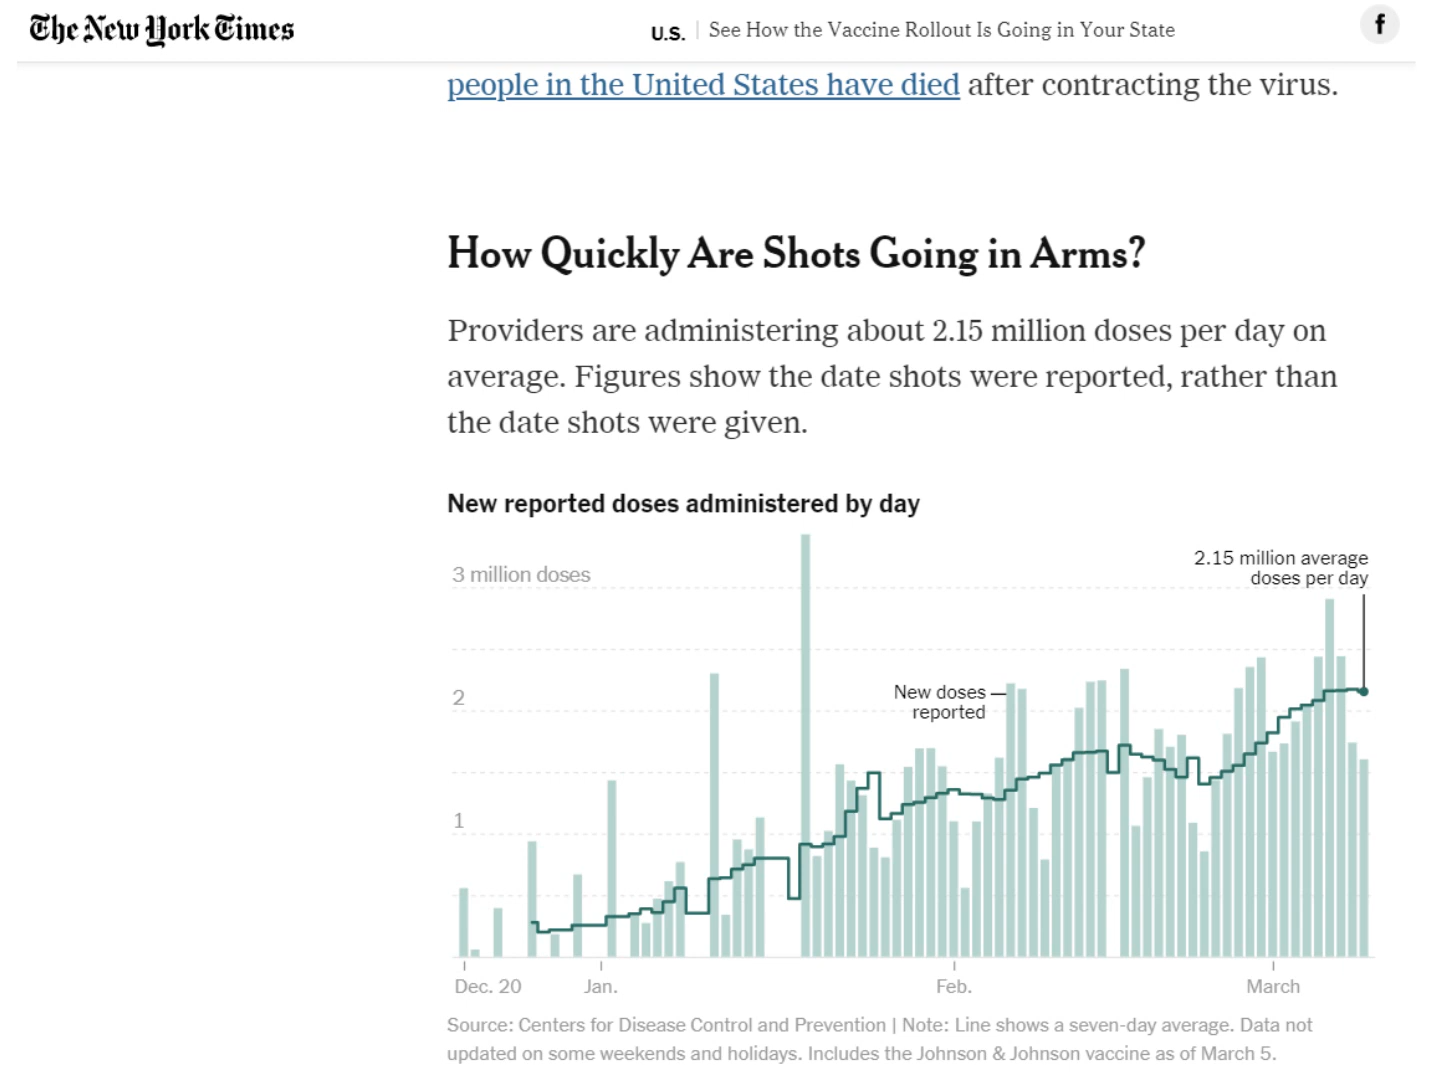 The New York Times
U.S. | See How the Vaccine Rollout Is Going in Your State
f
people in the United States have died after contracting the virus.
How Quickly Are Shots Going in Arms?
Providers are administering about 2.15 million doses per day on
average. Figures show the date shots were reported, rather than
the date shots were given.
New reported doses administered by day
3 million doses
2.15 million average
doses per day
2
New doses
reported
1
Dec. 20
Jan.
Feb.
March
Source: Centers for Disease Control and Prevention | Note: Line shows a seven-day average. Data not
updated on some weekends and holidays. Includes the Johnson & Johnson vaccine as of March 5.